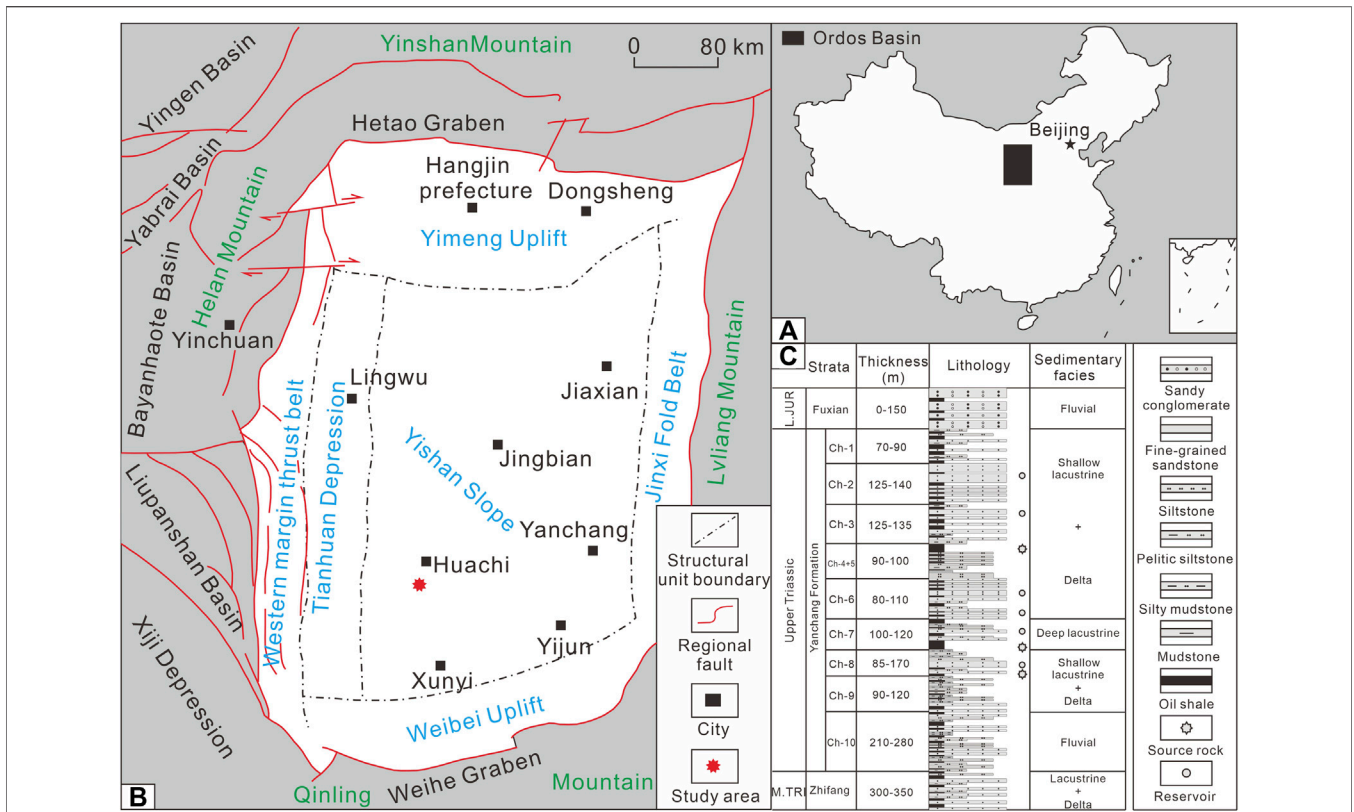 YinshanMountain
0 80 km
Yingen Basin
Hetao Graben
Hangjin
prefecture
Dongsheng
Yabrai Basin
Helan Mountain
Yimeng Uplift
Bayanhaote Basin
Yinchuan
Lingwu
Jiaxian
Western margin thrust belt
Tianhuan Depression
Yishan Slope
Jingbian
Jinxi Fold Belt
Lvliang Mountain
Liupanshan Basin
Huachi
Yanchang
Xiji Depression
Yijun
Xunyi
Weibei Uplift
Weihe Graben
Qinling
Mountain
B
Structural
unit boundary
Regional
fault
City
Study area
Ordos Basin
Beijing
A
C
Strata
Thickness
(m)
Lithology
Sedimentary
facies
L.JUR
Fuxian
0-150
Fluvial
Upper Triassic
Yanchang Formation
Ch-1
70-90
Ch-2
125-140
Shallow
lacustrine
+
Delta
Ch-3
125-135
Ch-4+5
90-100
Ch-6
80-110
Ch-7
100-120
Deep lacustrine
Ch-8
85-170
Shallow
lacustrine
+
Delta
Ch-9
90-120
Ch-10
210-280
Fluvial
M.TRI
Zhifang
300-350
Lacustrine
+
Delta
Sandy
conglomerate
Fine-grained
sandstone
Siltstone
Pelitic siltstone
Silty mudstone
Mudstone
Oil shale
Source rock
Reservoir